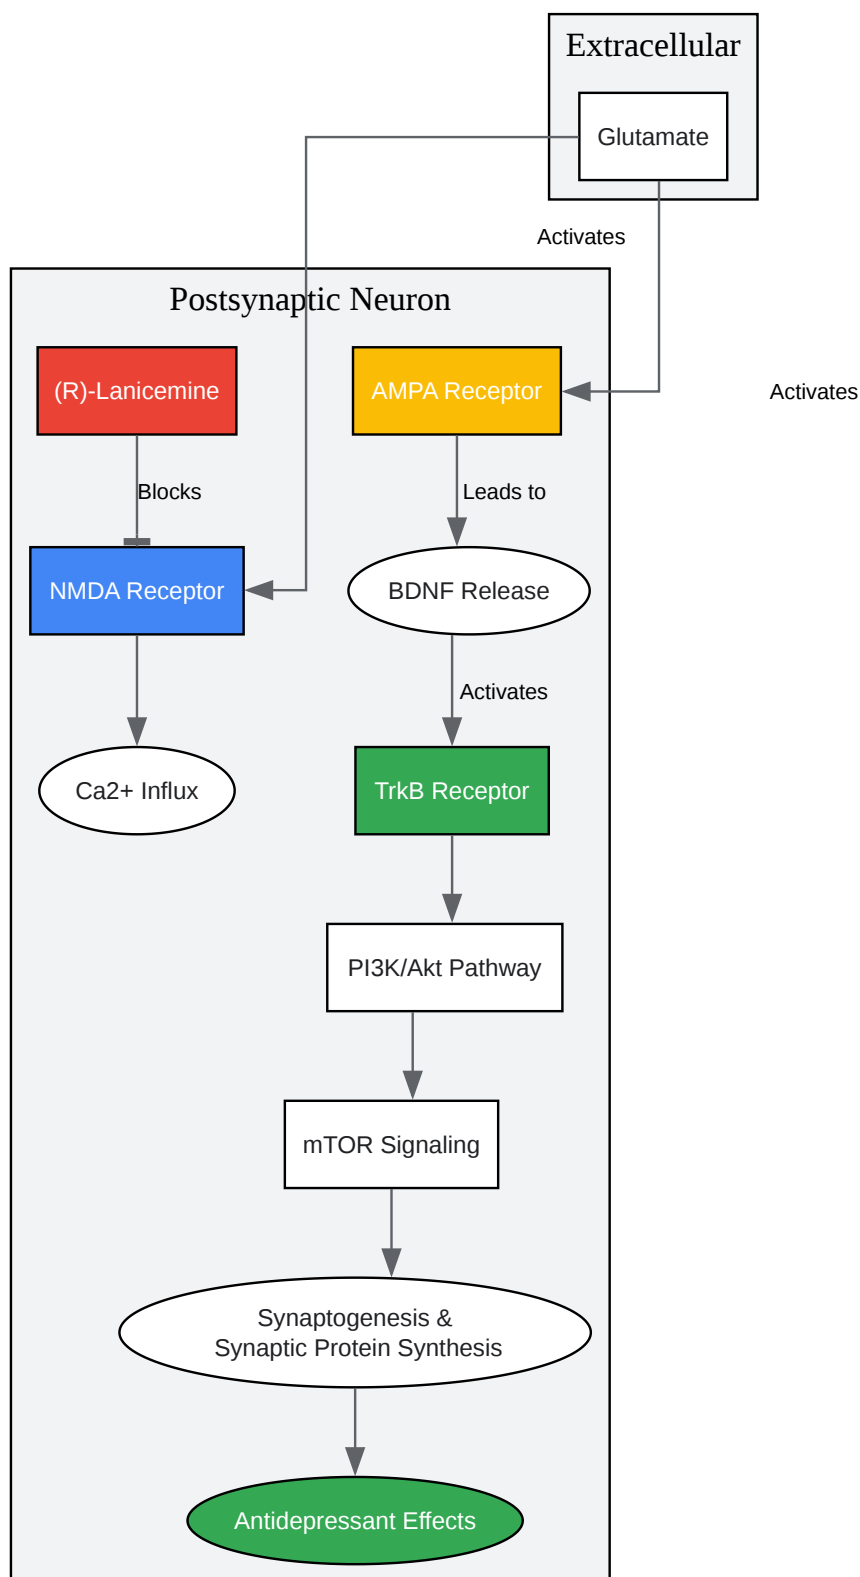 Extracellular
Glutamate
Activates
Postsynaptic Neuron
(R)-Lanicemine
AMPA Receptor
Activates
Blocks
Leads to
NMDA Receptor
BDNF Release
Activates
Ca2+ Influx
TrkB Receptor
PI3K/Akt Pathway
mTOR Signaling
Synaptogenesis &
Synaptic Protein Synthesis
Antidepressant Effects